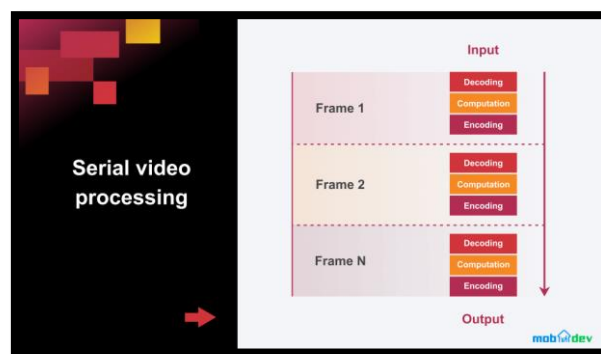 Serial video
processing
Input
Frame 1
Decoding
Computation
Encoding
Frame 2
Decoding
Computation
Encoding
Frame N
Decoding
Computation
Encoding
Output
mobidev